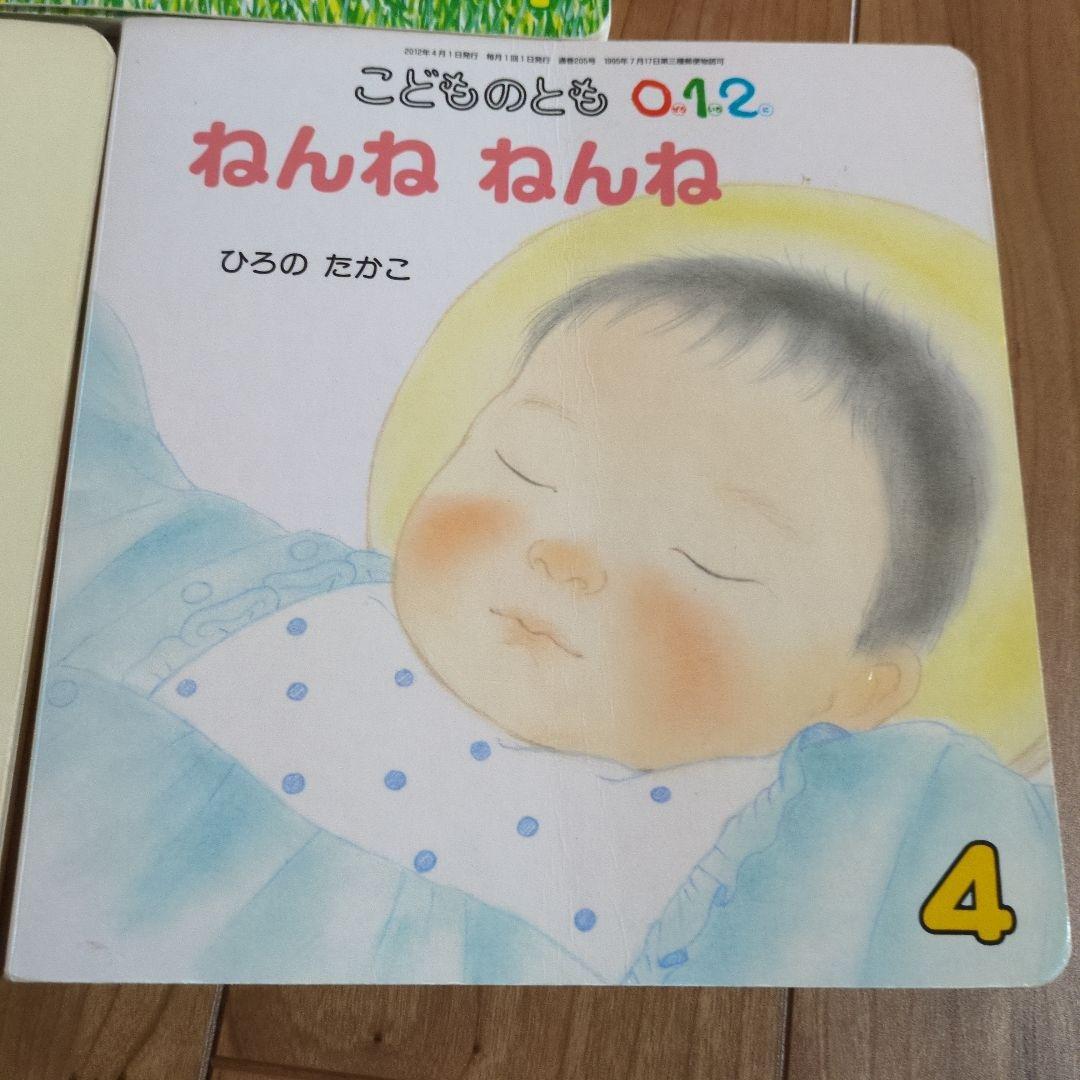 2012年4月1日発行 毎月1回1日発行 通巻205号 1995年7月17日第三種郵便物認可
こどものとも 0.1.2.
ねんね ねんね
ひろの たかこ
4